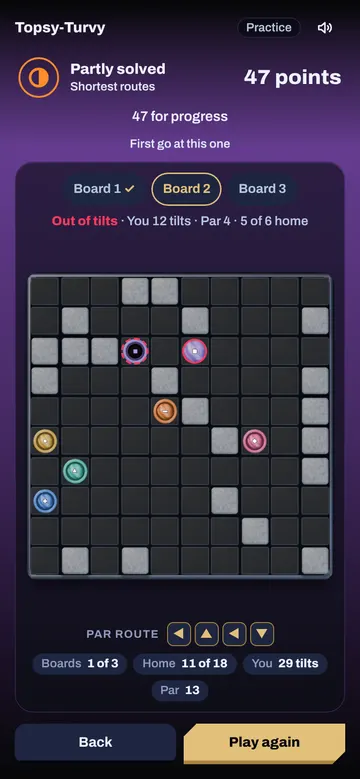 Topsy-Turvy
Practice
Partly solved
Shortest routes
47 points
47 for progress
First go at this one
Board 1 ✓
Board 2
Board 3
Out of tilts · You 12 tilts · Par 4 · 5 of 6 home
PAR ROUTE ◀ ▲ ◀ ▼
Boards 1 of 3
Home 11 of 18
You 29 tilts
Par 13
Back
Play again